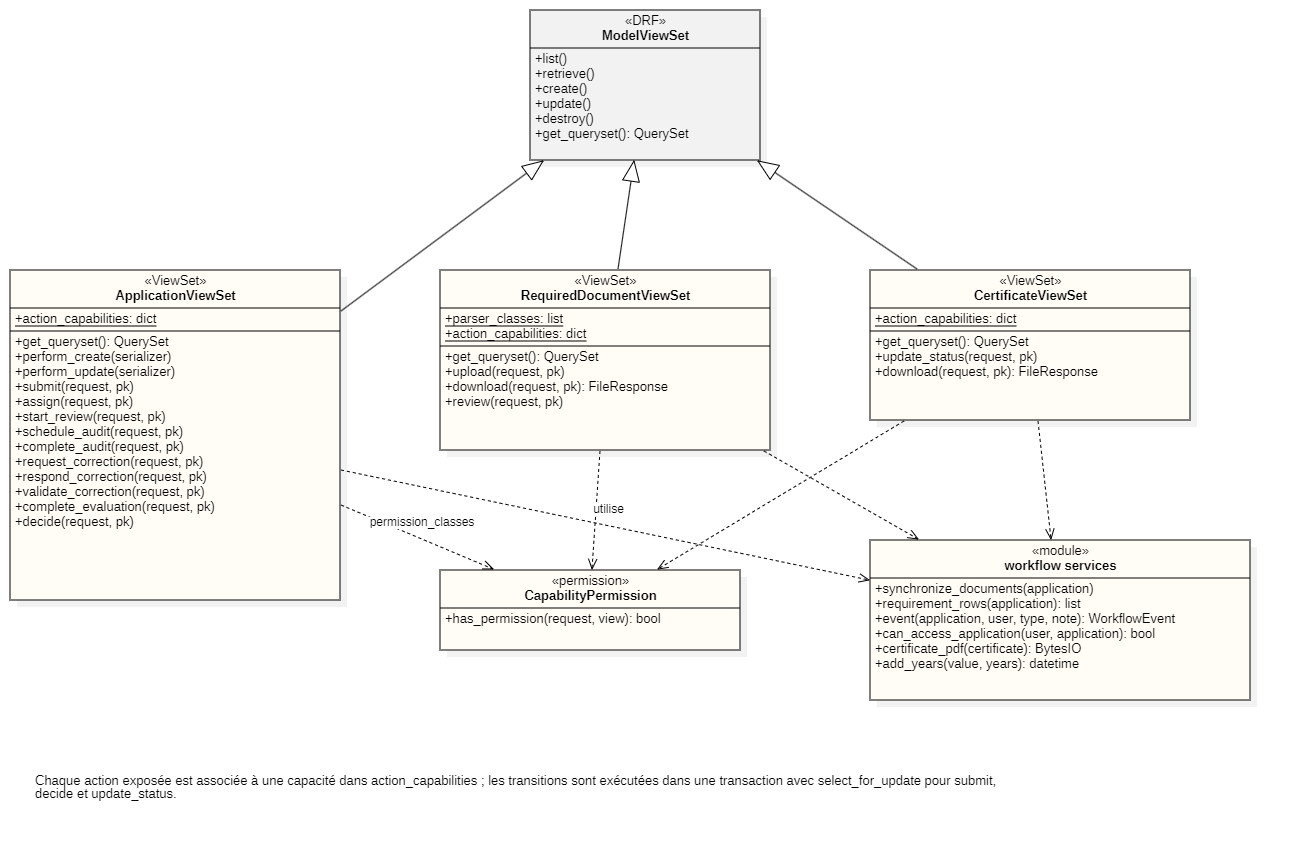 «DRF»
ModelViewSet
+list()
+retrieve()
+create()
+update()
+destroy()
+get_queryset(): QuerySet
«ViewSet»
ApplicationViewSet
+action_capabilities: dict
+get_queryset(): QuerySet
+perform_create(serializer)
+perform_update(serializer)
+submit(request, pk)
+assign(request, pk)
+start_review(request, pk)
+schedule_audit(request, pk)
+complete_audit(request, pk)
+request_correction(request, pk)
+respond_correction(request, pk)
+validate_correction(request, pk)
+complete_evaluation(request, pk)
+decide(request, pk)
«ViewSet»
RequiredDocumentViewSet
+parser_classes: list
+action_capabilities: dict
+get_queryset(): QuerySet
+upload(request, pk)
+download(request, pk): FileResponse
+review(request, pk)
«ViewSet»
CertificateViewSet
+action_capabilities: dict
+get_queryset(): QuerySet
+update_status(request, pk)
+download(request, pk): FileResponse
utilise
permission_classes
«permission»
CapabilityPermission
+has_permission(request, view): bool
«module»
workflow services
+synchronize_documents(application)
+requirement_rows(application): list
+event(application, user, type, note): WorkflowEvent
+can_access_application(user, application): bool
+certificate_pdf(certificate): BytesIO
+add_years(value, years): datetime
Chaque action exposée est associée à une capacité dans action_capabilities ; les transitions sont exécutées dans une transaction avec select_for_update pour submit,
decide et update_status.